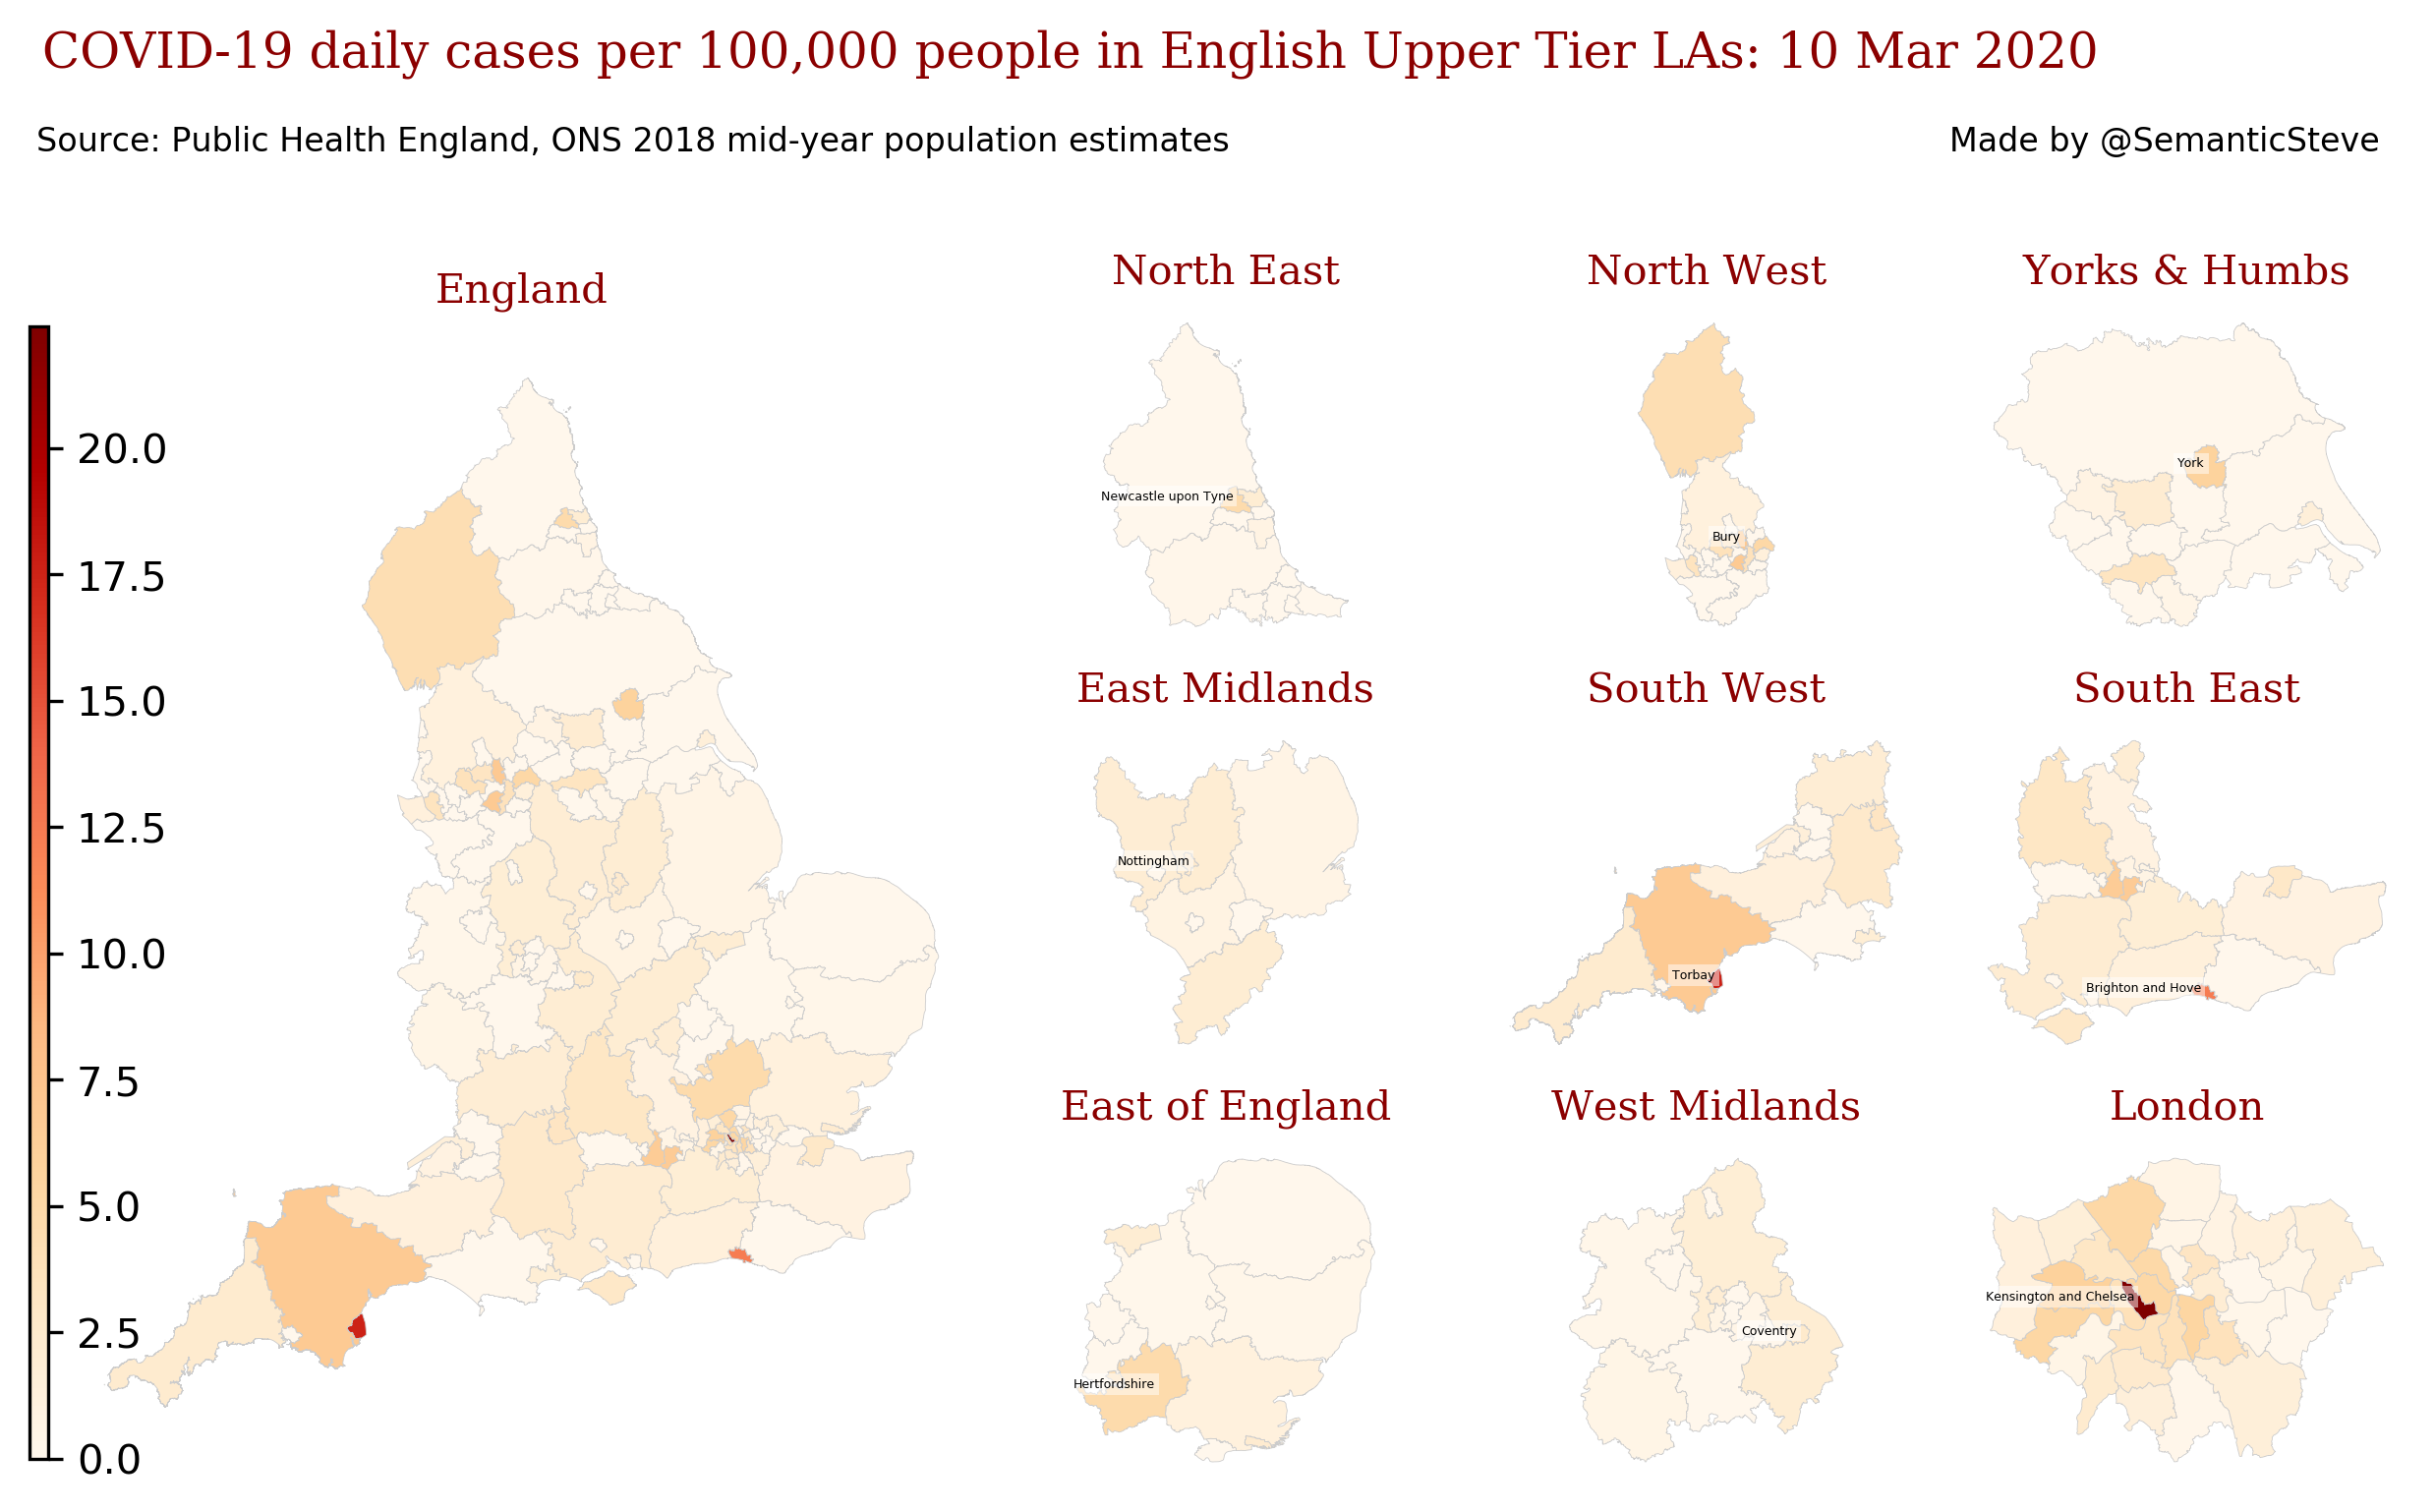 COVID-19 daily cases per 100,000 people in English Upper Tier LAs: 10 Mar 2020
Source: Public Health England, ONS 2018 mid-year population estimates
Made by @SemanticSteve
England
20.0
17.5
15.0
12.5
10.0
7.5
5.0
2.5
0.0
North East
Newcastle upon Tyne
North West
Bury
Yorks & Humbs
York
East Midlands
Nottingham
South West
Torbay
South East
Brighton and Hove
East of England
Hertfordshire
West Midlands
Coventry
London
Kensington and Chelsea